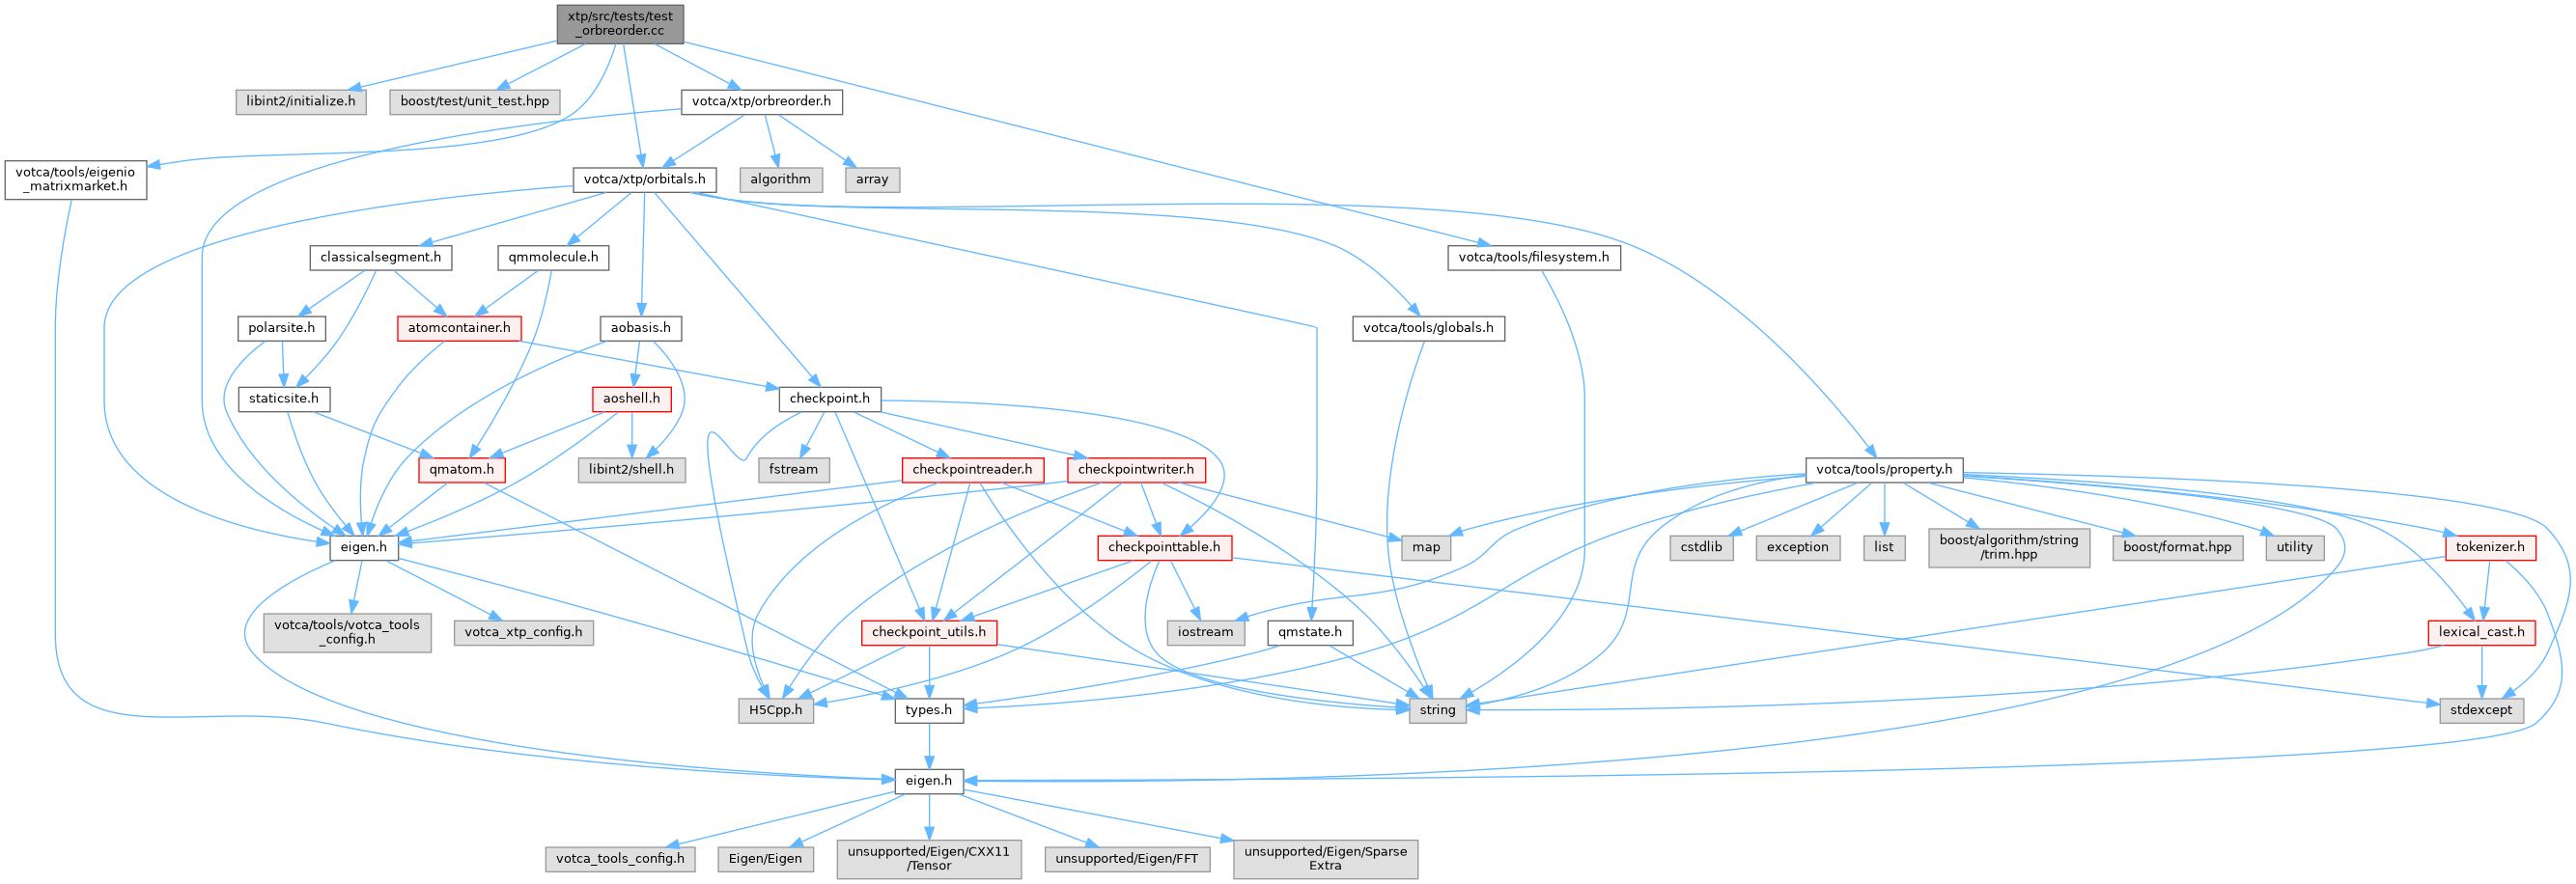 xtp/src/tests/test
_orbreorder.cc
libint2/initialize.h
boost/test/unit_test.hpp
votca/xtp/orbreorder.h
votca/tools/eigenio
_matrixmarket.h
votca/xtp/orbitals.h
algorithm
array
classicalsegment.h
qmmolecule.h
votca/tools/filesystem.h
polarsite.h
atomcontainer.h
aobasis.h
votca/tools/globals.h
staticsite.h
aoshell.h
checkpoint.h
qmatom.h
libint2/shell.h
fstream
checkpointreader.h
checkpointwriter.h
votca/tools/property.h
eigen.h
checkpointtable.h
map
cstdlib
exception
list
boost/algorithm/string
/trim.hpp
boost/format.hpp
utility
tokenizer.h
votca/tools/votca_tools
_config.h
votca_xtp_config.h
checkpoint_utils.h
iostream
qmstate.h
lexical_cast.h
H5Cpp.h
types.h
string
stdexcept
eigen.h
votca_tools_config.h
Eigen/Eigen
unsupported/Eigen/CXX11
/Tensor
unsupported/Eigen/FFT
unsupported/Eigen/Sparse
Extra